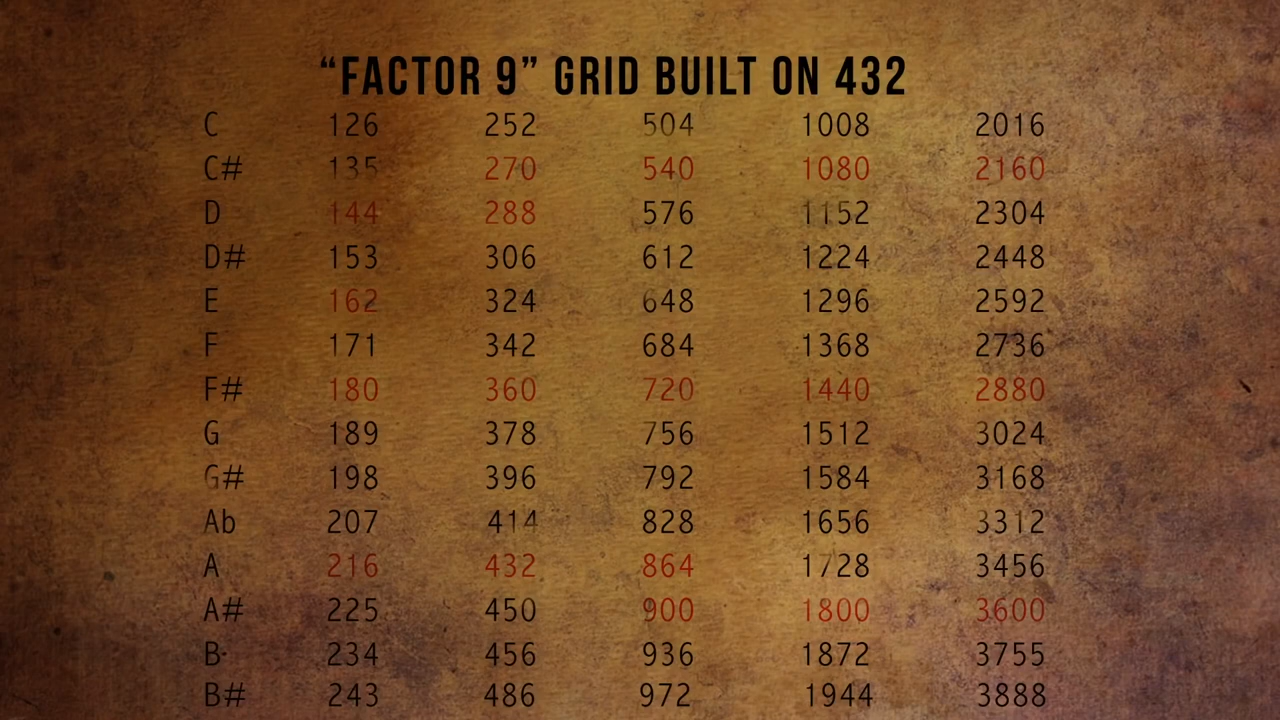 “FACTOR 9” GRID BUILT ON 432
C 126 252 504 1008 2016
C# 135 270 540 1080 2160
D 144 288 576 1152 2304
D# 153 306 612 1224 2448
E 162 324 648 1296 2592
F 171 342 684 1368 2736
F# 180 360 720 1440 2880
G 189 378 756 1512 3024
G# 198 396 792 1584 3168
Ab 207 414 828 1656 3312
A 216 432 864 1728 3456
A# 225 450 900 1800 3600
B 234 456 936 1872 3755
B# 243 486 972 1944 3888